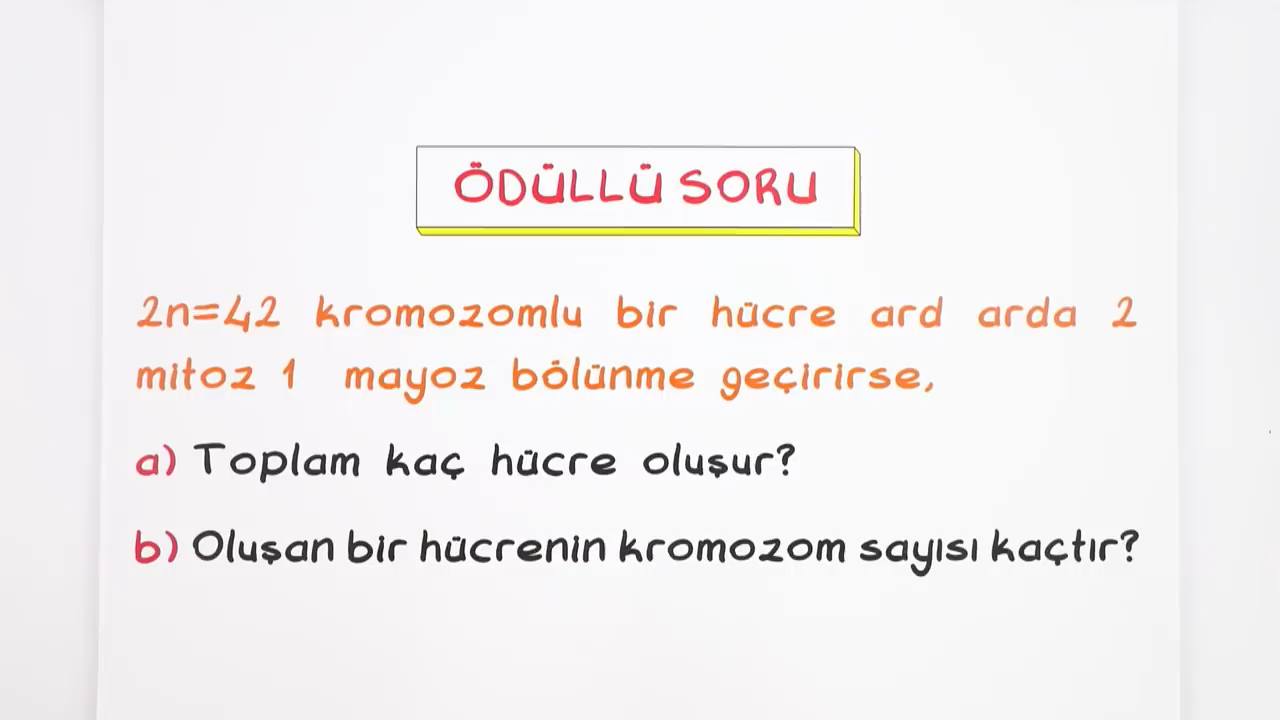 ÖDÜLLÜ SORU
2n=42 kromozomlu bir hücre ard arda 2
mitoz 1 mayoz bölünme geçirirse,
a) Toplam kaç hücre oluşur?
b) Oluşan bir hücrenin kromozom sayısı kaçtır?